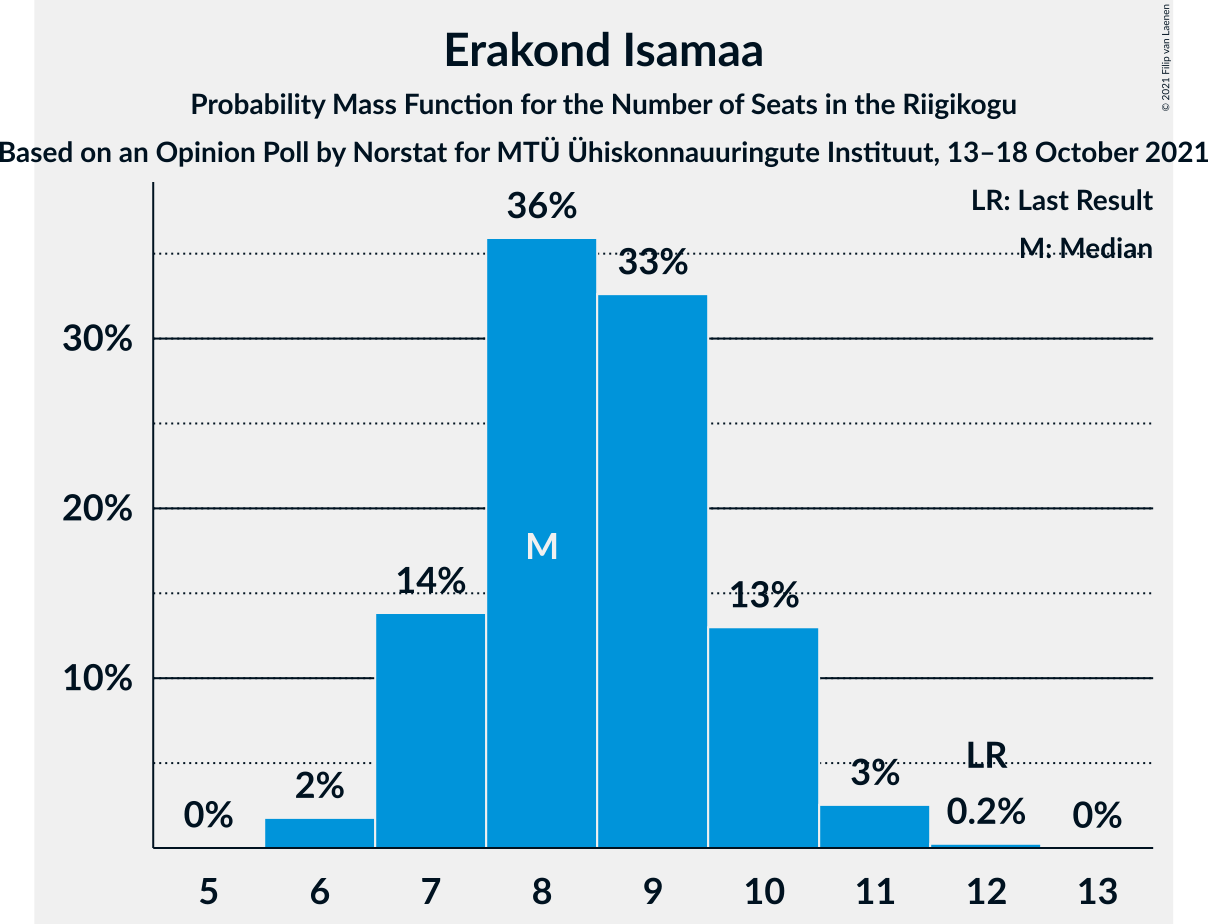 Erakond Isamaa
Probability Mass Function for the Number of Seats in the Riigikogu
Based on an Opinion Poll by Norstat for MTÜ Ühiskonnauuringute Instituut, 13–18 October 2021
© 2021 Filip van Laenen
LR: Last Result
M: Median
36%
33%
30%
20%
M
14%
13%
10%
LR
3%
2%
0%
0.2%
0%
5 6 7 8 9 10 11 12 13